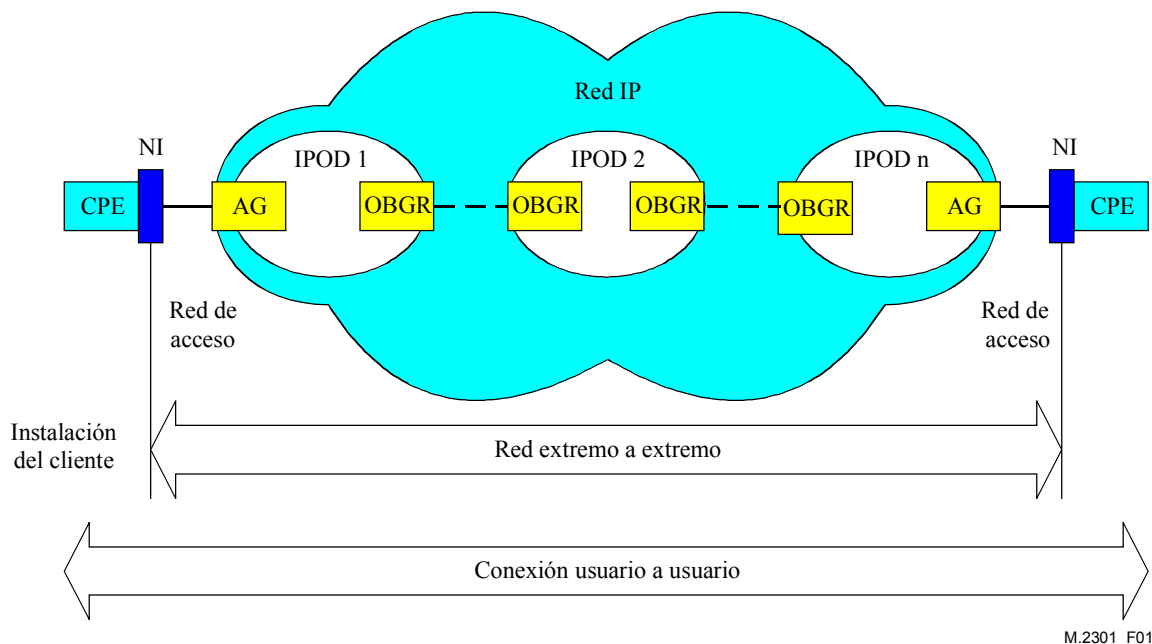 Red IP
NI
IPOD 1
IPOD 2
IPOD n
NI
CPE
AG
OBGR
OBGR
OBGR
OBGR
AG
CPE
Red de
acceso
Red de
acceso
Instalación
del cliente
Red extremo a extremo
Conexión usuario a usuario
M.2301_F01